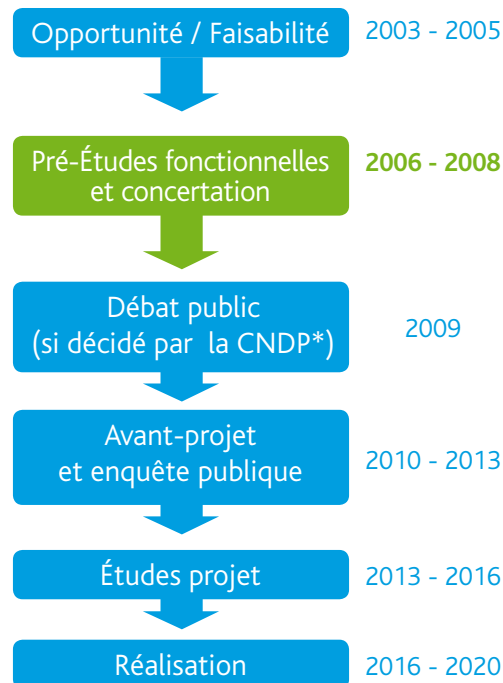 Opportunité / Faisabilité 2003 - 2005
Pré-Études fonctionnelles
et concertation
2006 - 2008
Débat public
(si décidé par la CNDP*)
2009
Avant-projet
et enquête publique
2010 - 2013
Études projet 2013 - 2016
Réalisation 2016 - 2020